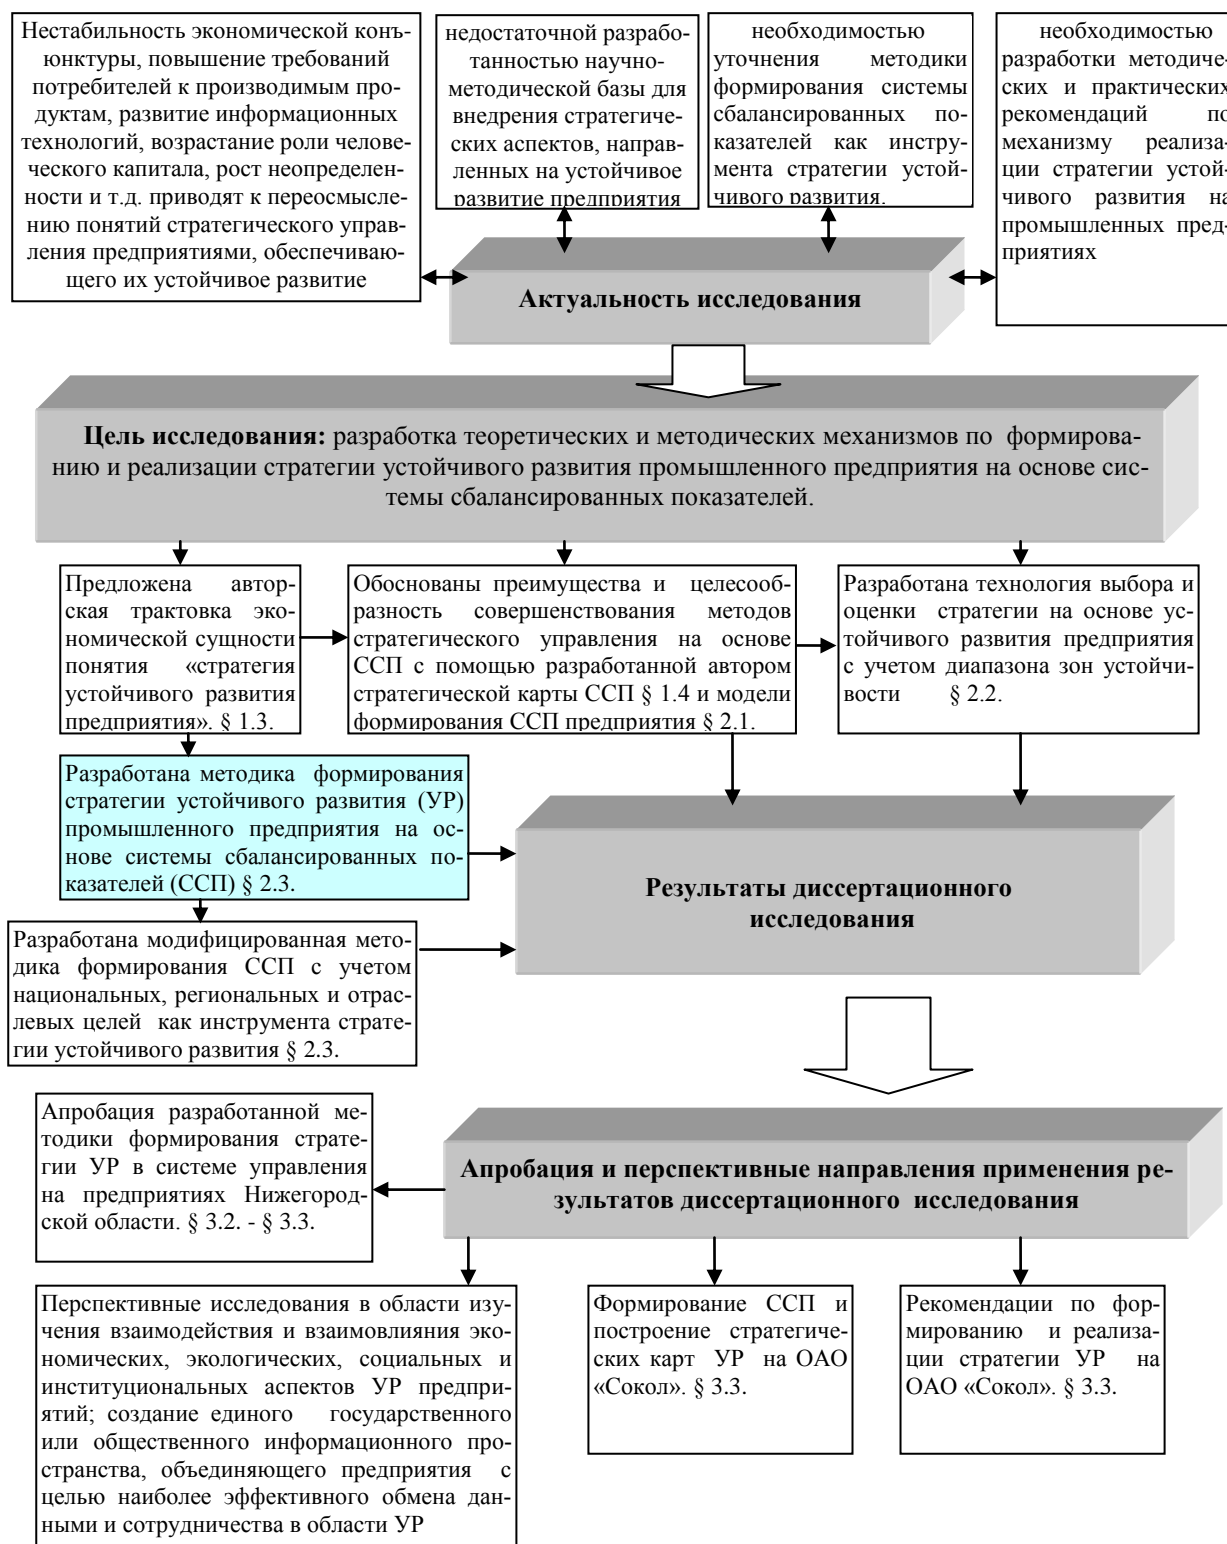 Нестабильность экономической конъ-
юнктуры, повышение требований
потребителей к производимым про-
дуктам, развитие информационных
технологий, возрастание роли челове-
ческого капитала, рост неопределен-
ности и т.д. приводят к переосмысле-
нию понятий стратегического управ-
ления предприятиями, обеспечиваю-
щего их устойчивое развитие
недостаточной разрабо-
танностью научно-
методической базы для
внедрения стратегиче-
ских аспектов, направ-
ленных на устойчивое
развитие предприятия
необходимостью
уточнения методики
формирования системы
сбалансированных по-
казателей как инстру-
мента стратегии устой-
чивого развития.
необходимостью
разработки методиче-
ских и практических
рекомендаций по
механизму реализа-
ции стратегии устой-
чивого развития на
промышленных пред-
приятиях
Актуальность исследования
Цель исследования: разработка теоретических и методических механизмов по формирова-
нию и реализации стратегии устойчивого развития промышленного предприятия на основе сис-
темы сбалансированных показателей.
Предложена автор-
ская трактовка эко-
номической сущности
понятия «стратегия
устойчивого развития
предприятия». § 1.3.
Обоснованы преимущества и целесооб-
разность совершенствования методов
стратегического управления на основе
ССП с помощью разработанной автором
стратегической карты ССП § 1.4 и модели
формирования ССП предприятия § 2.1.
Разработана технология выбора и
оценки стратегии на основе ус-
тойчивого развития предприятия
с учетом диапазона зон устойчи-
вости § 2.2.
Разработана методика формирования
стратегии устойчивого развития (УР)
промышленного предприятия на ос-
нове системы сбалансированных по-
казателей (ССП) § 2.3.
Результаты диссертационного
исследования
Разработана модифицированная мето-
дика формирования ССП с учетом
национальных, региональных и отрас-
левых целей как инструмента страте-
гии устойчивого развития § 2.3.
Апробация разработанной ме-
тодики формирования страте-
гии УР в системе управления
на предприятиях Нижегород-
ской области. § 3.2. - § 3.3.
Апробация и перспективные направления применения ре-
зультатов диссертационного исследования
Перспективные исследования в области изу-
чения взаимодействия и взаимовлияния эко-
номических, экологических, социальных и
институциональных аспектов УР предпри-
ятий; создание единого государственного
или общественного информационного про-
странства, объединяющего предприятия с
целью наиболее эффективного обмена дан-
ными и сотрудничества в области УР
Формирование ССП и
построение стратегиче-
ских карт УР на ОАО
«Сокол». § 3.3.
Рекомендации по фор-
мированию и реализа-
ции стратегии УР на
ОАО «Сокол». § 3.3.